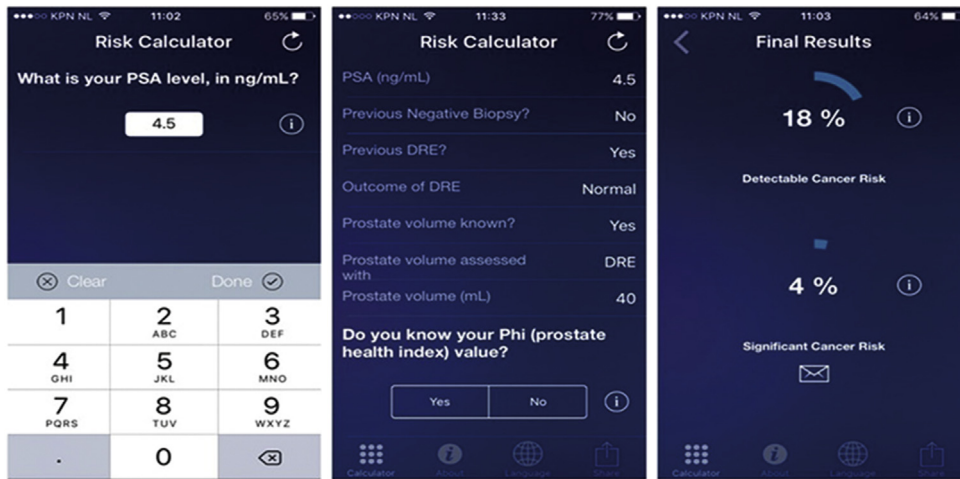 KPN NL 11:02 65%
Risk Calculator
What is your PSA level, in ng/mL?
4.5
i
Clear Done
1 2 3
ABC DEF
4 5 6
GHI JKL MNO
7 8 9
PQRS TUV WXYZ
. 0
KPN NL 11:33 77%
Risk Calculator
PSA (ng/mL) 4.5
Previous Negative Biopsy? No
Previous DRE? Yes
Outcome of DRE Normal
Prostate volume known? Yes
Prostate volume assessed DRE
with
Prostate volume (mL) 40
Do you know your Phi (prostate
health index) value?
Yes No i
Calculator About Language Share
KPN NL 11:03 64%
Final Results
18 % i
Detectable Cancer Risk
4 % i
Significant Cancer Risk
Calculator About Language Share